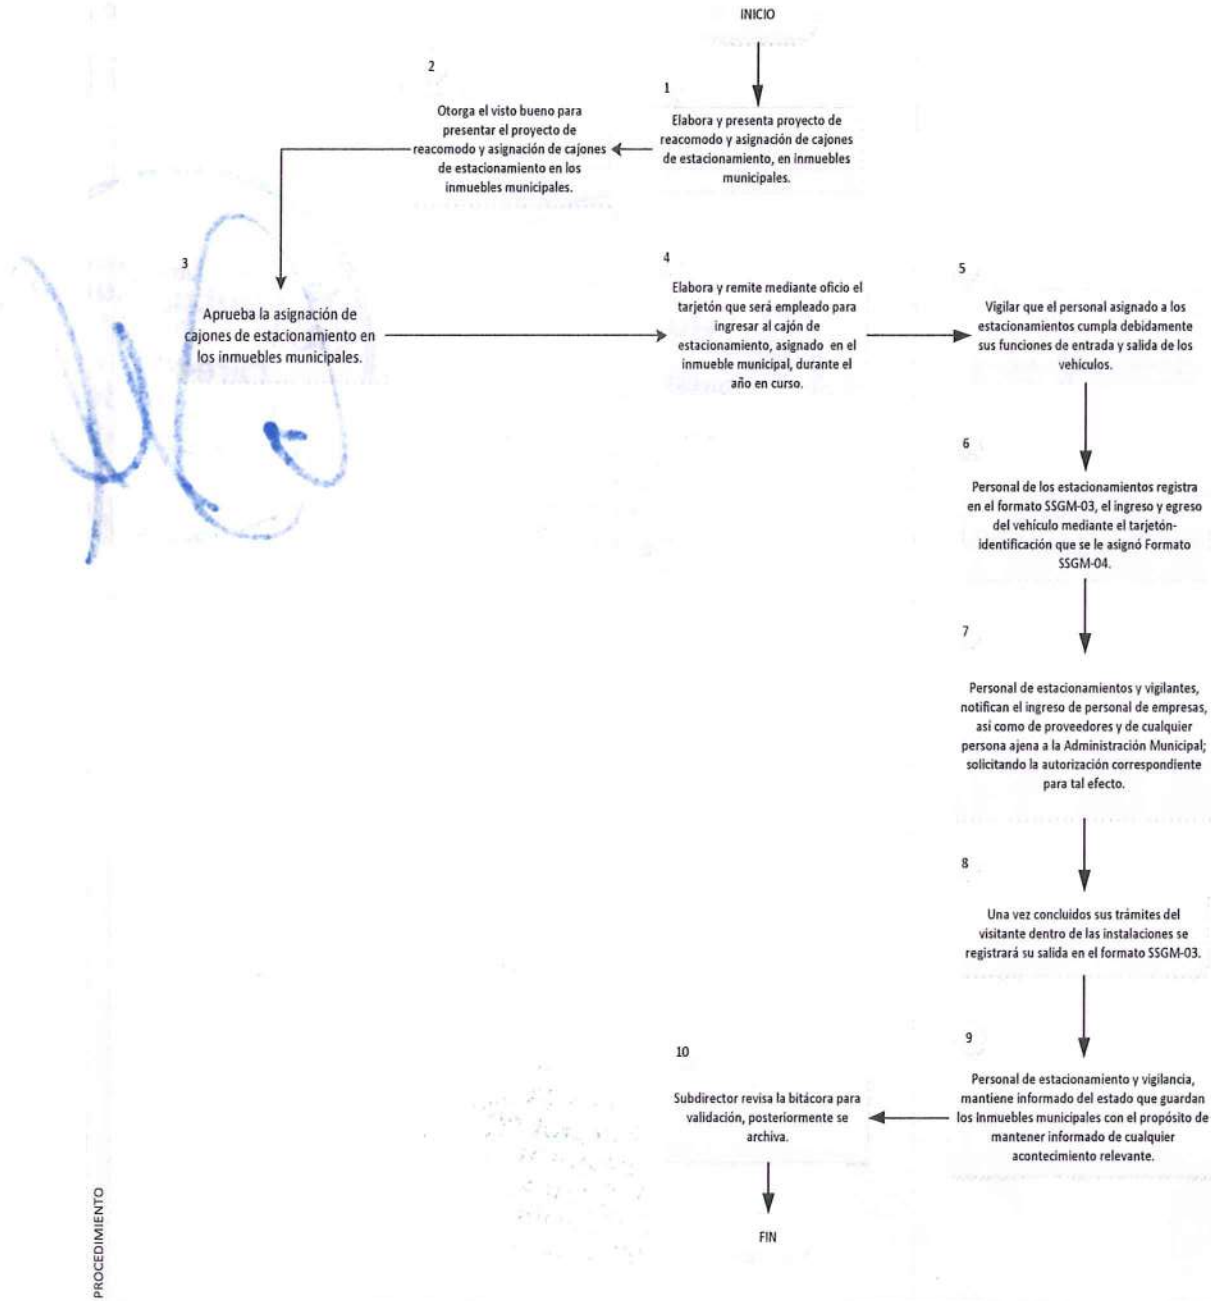 INICIO
1
Elabora y presenta proyecto de
reacomodo y asignación de cajones
de estacionamiento, en inmuebles
municipales.
2
Otorga el visto bueno para
presentar el proyecto de
reacomodo y asignación de cajones
de estacionamiento en los
inmuebles municipales.
3
Aprueba la asignación de
cajones de estacionamiento en
los inmuebles municipales.
4
Elabora y remite mediante oficio el
tarjetón que será empleado para
ingresar al cajón de
estacionamiento, asignado en el
inmueble municipal, durante el
año en curso.
5
Vigilar que el personal asignado a los
estacionamientos cumpla debidamente
sus funciones de entrada y salida de los
vehículos.
6
Personal de los estacionamientos registra
en el formato SSGM-03, el ingreso y egreso
del vehículo mediante el tarjetón-
identificación que se le asignó Formato
SSGM-04.
7
Personal de estacionamientos y vigilantes,
notifican el ingreso de personal de empresas,
así como de proveedores y de cualquier
persona ajena a la Administración Municipal;
solicitando la autorización correspondiente
para tal efecto.
8
Una vez concluidos sus trámites del
visitante dentro de las instalaciones se
registrará su salida en el formato SSGM-03.
9
Personal de estacionamiento y vigilancia,
mantiene informado del estado que guardan
los Inmuebles municipales con el propósito de
mantener informado de cualquier
acontecimiento relevante.
10
Subdirector revisa la bitácora para
validación, posteriormente se
archiva.
FIN
PROCEDIMIENTO